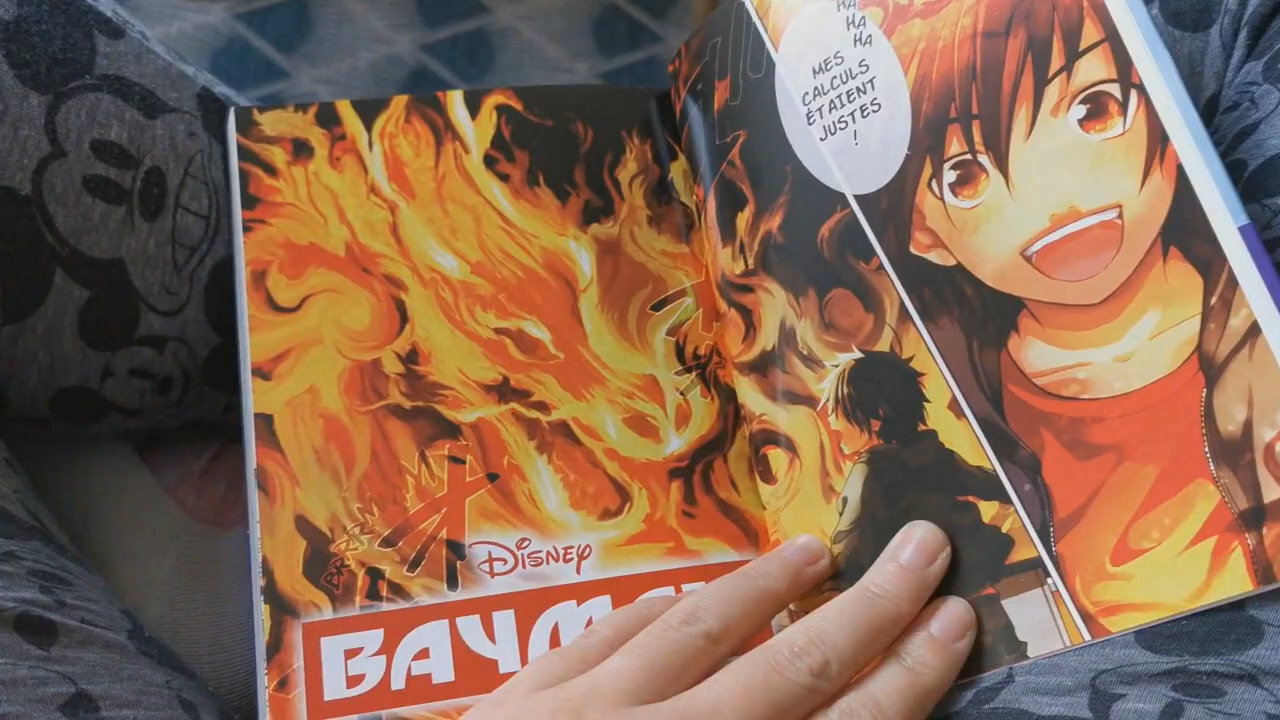 HA
HA
HA
MES
CALCULS
ÉTAIENT
JUSTES
!
DISNEY
BAYM